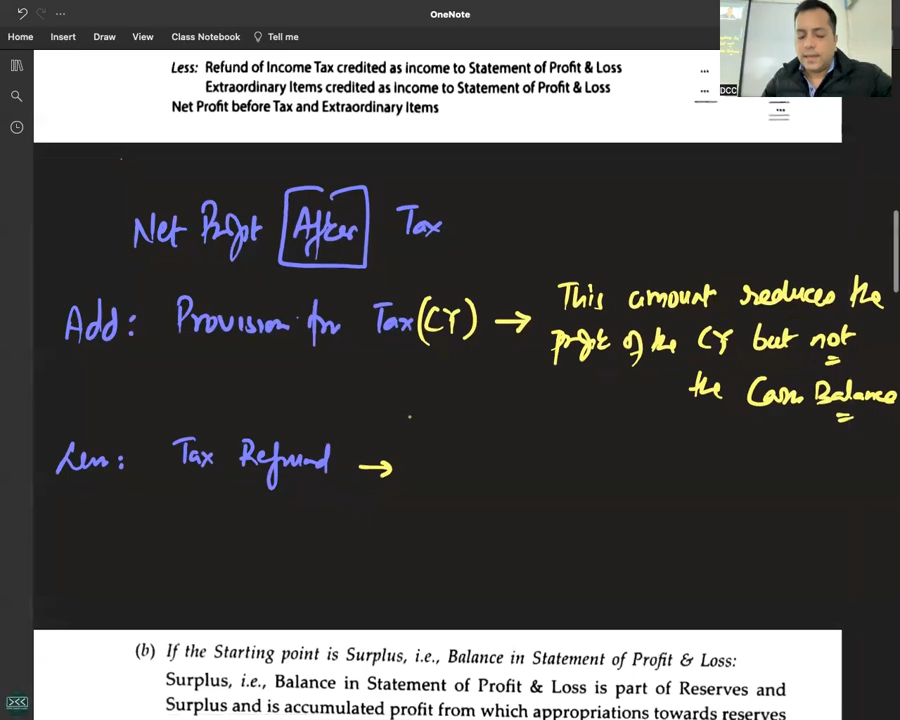 OneNote
Home Insert Draw View Class Notebook Tell me
Less: Refund of Income Tax credited as income to Statement of Profit & Loss ...
Extraordinary Items credited as Income to Statement of Profit & Loss ...
Net Profit before Tax and Extraordinary Items ...
DCC
Net Profit After Tax
Add: Provision for Tax (CY) → This amount reduces the
profit of the CY but not
the Cash Balance
Less: Tax Refund →
(b) If the Starting point is Surplus, i.e., Balance in Statement of Profit & Loss:
Surplus, i.e., Balance in Statement of Profit & Loss is part of Reserves and
Surplus and is accumulated profit from which appropriations towards reserves